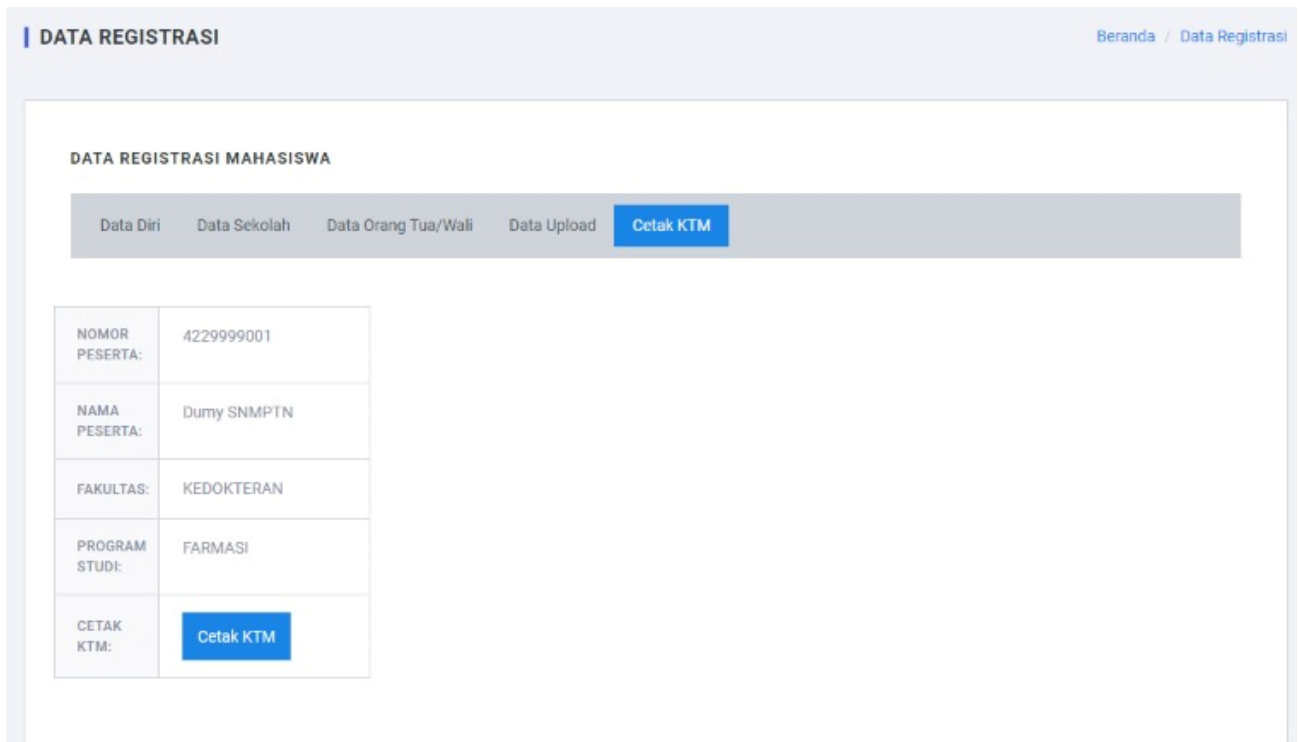 DATA REGISTRASI
Beranda / Data Registrasi
DATA REGISTRASI MAHASISWA
Data Diri Data Sekolah Data Orang Tua/Wali Data Upload Cetak KTM
NOMOR PESERTA: 4229999001
NAMA PESERTA: Dumy SNMPTN
FAKULTAS: KEDOKTERAN
PROGRAM STUDI: FARMASI
CETAK KTM: Cetak KTM